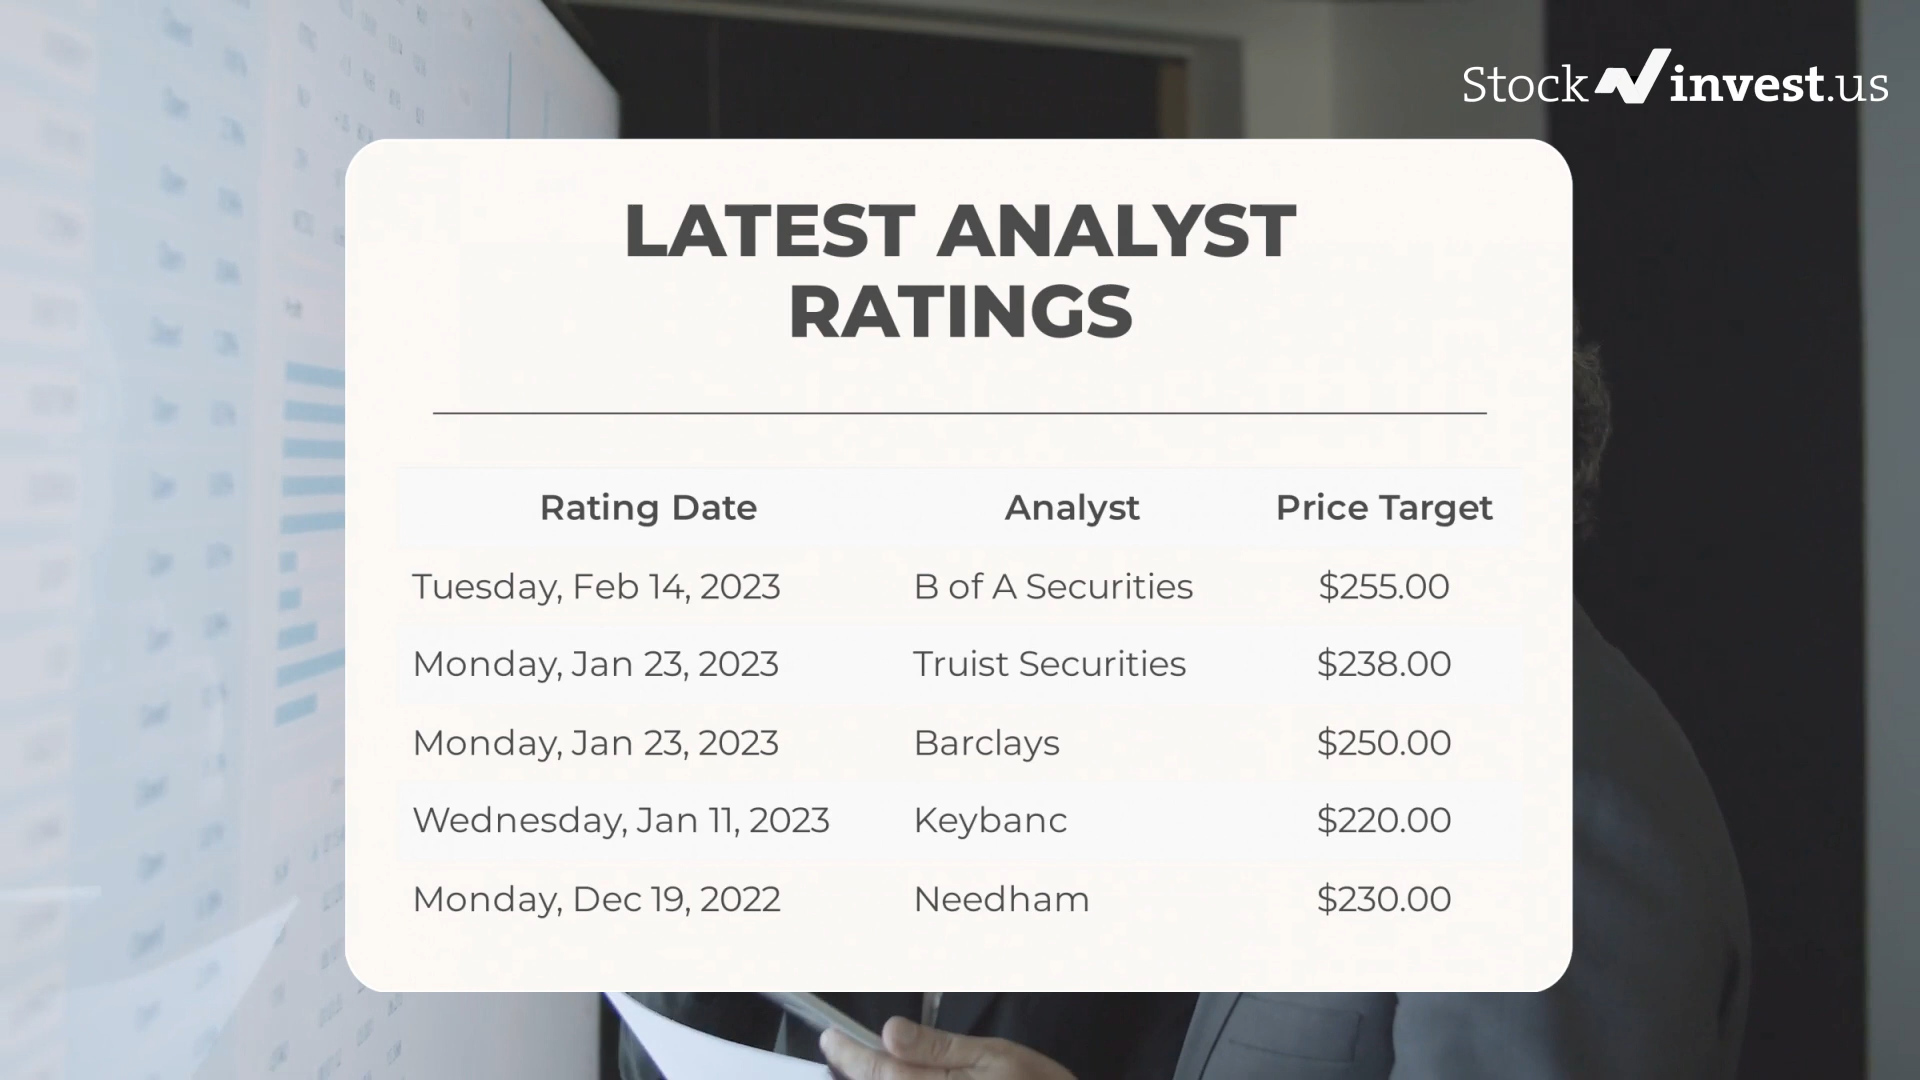 Stock invest.us
LATEST ANALYST
RATINGS
Rating Date Analyst Price Target
Tuesday, Feb 14, 2023 B of A Securities $255.00
Monday, Jan 23, 2023 Truist Securities $238.00
Monday, Jan 23, 2023 Barclays $250.00
Wednesday, Jan 11, 2023 Keybanc $220.00
Monday, Dec 19, 2022 Needham $230.00